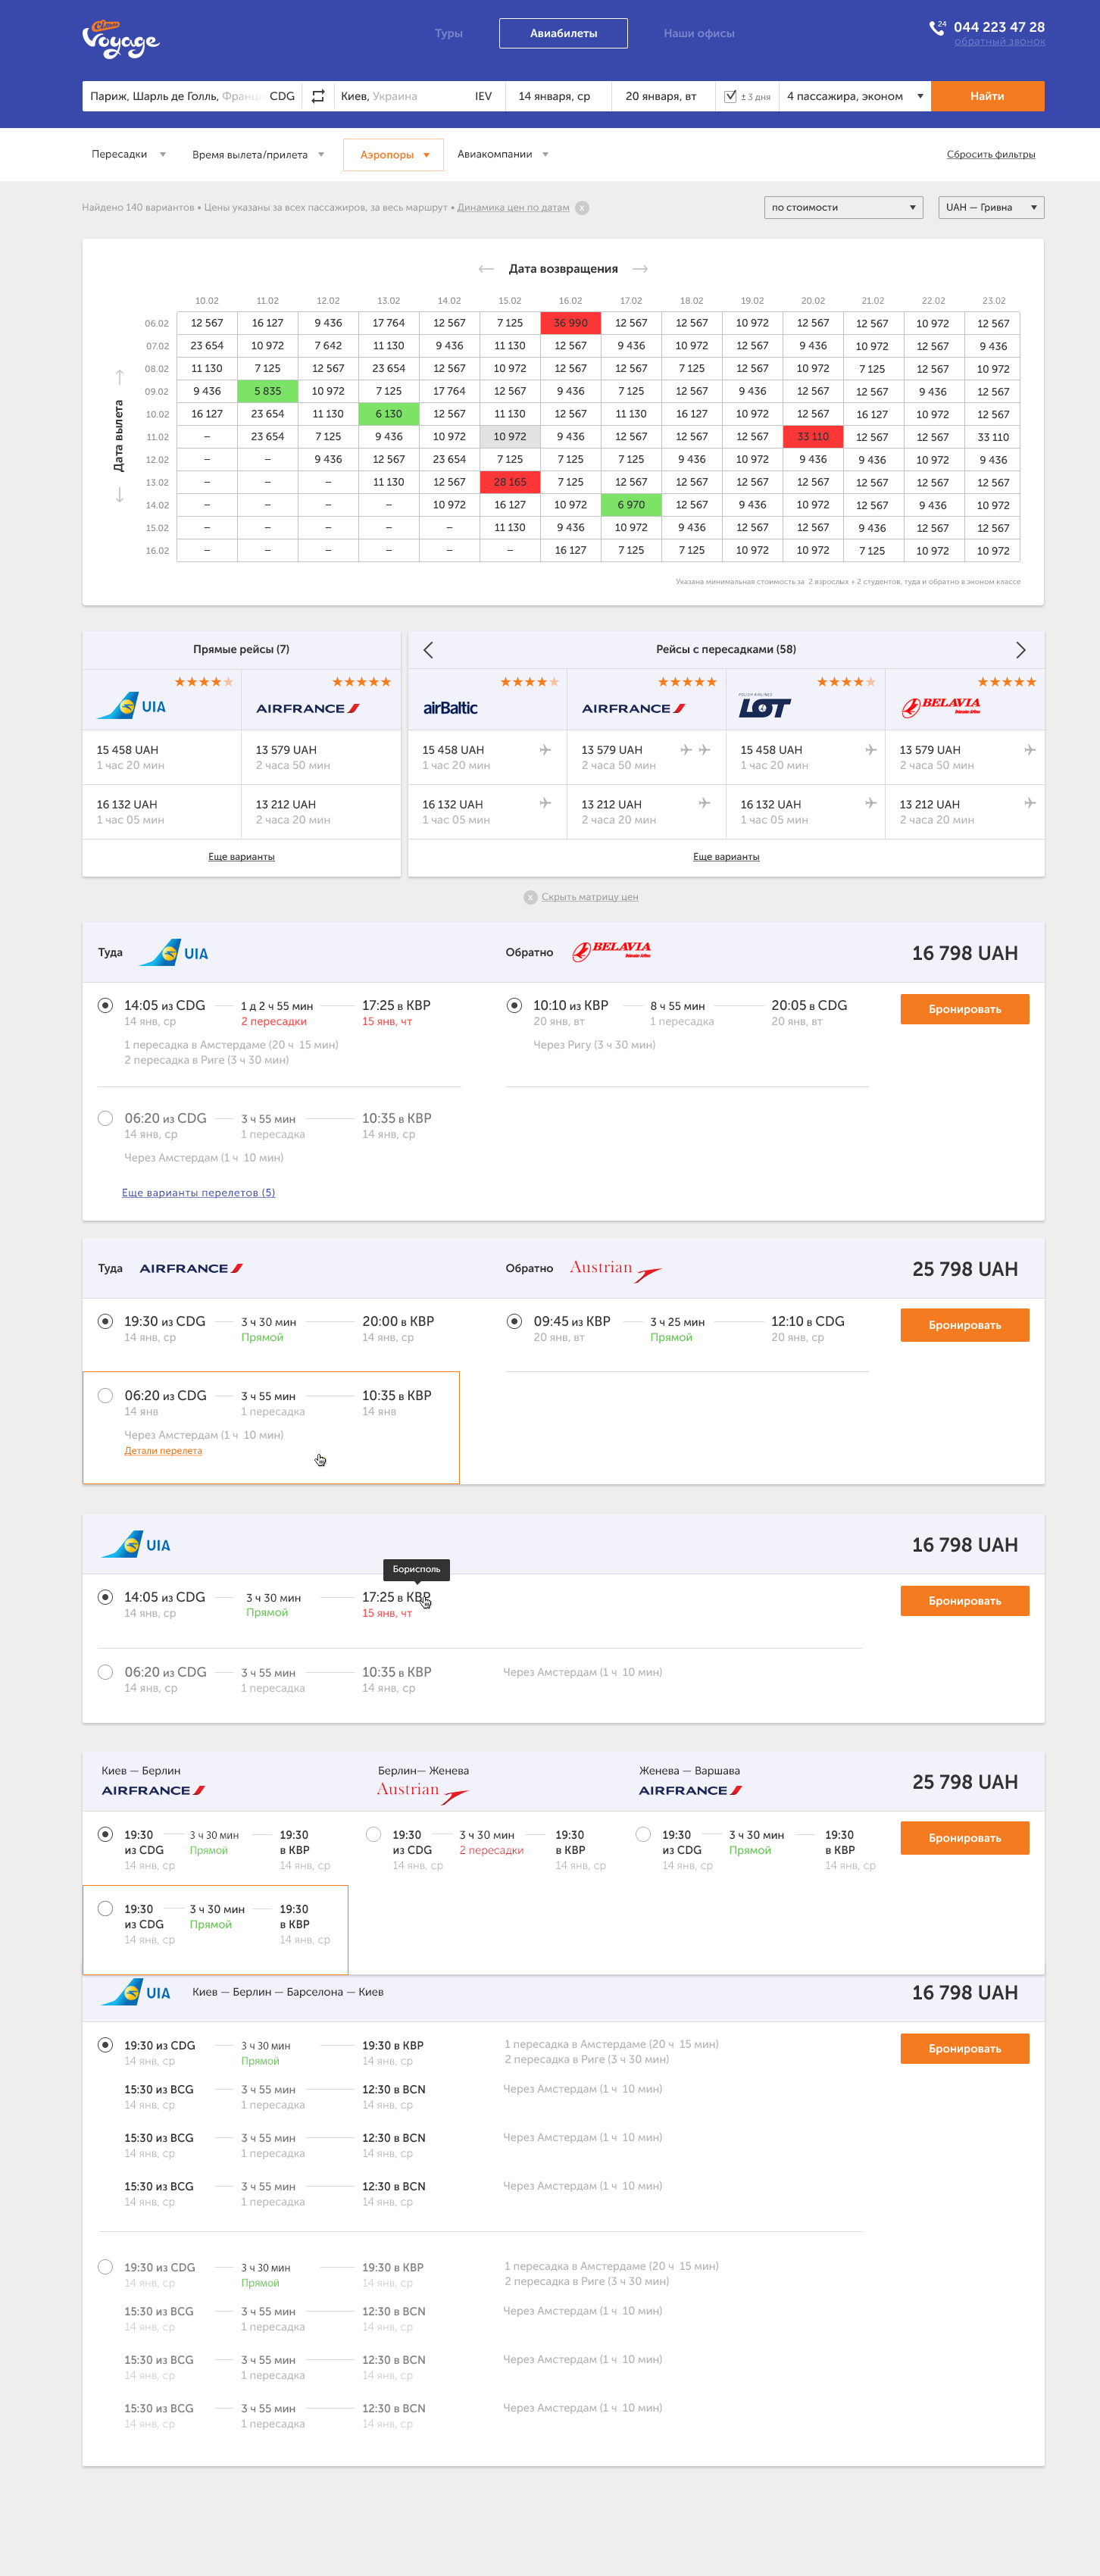 Voyage
Туры
Авиабилеты
Наши офисы
24
044 223 47 28
обратный звонок
Париж, Шарль де Голль, Франц CDG
Киев, Украина IEV
14 января, ср
20 января, вт
± 3 дня
4 пассажира, эконом
Найти
Пересадки
Время вылета/прилета
Аэропоры
Авиакомпании
Сбросить фильтры
Найдено 140 вариантов • Цены указаны за всех пассажиров, за весь маршрут • Динамика цен по датам x
по стоимости
UAH — Гривна
Дата возвращения
Дата вылета
10.02 11.02 12.02 13.02 14.02 15.02 16.02 17.02 18.02 19.02 20.02 21.02 22.02 23.02
06.02 12 567 16 127 9 436 17 764 12 567 7 125 36 990 12 567 12 567 10 972 12 567 12 567 10 972 12 567
07.02 23 654 10 972 7 642 11 130 9 436 11 130 12 567 9 436 10 972 12 567 9 436 10 972 12 567 9 436
08.02 11 130 7 125 12 567 23 654 12 567 10 972 12 567 12 567 7 125 12 567 10 972 7 125 12 567 10 972
09.02 9 436 5 835 10 972 7 125 17 764 12 567 9 436 7 125 12 567 9 436 12 567 12 567 9 436 12 567
10.02 16 127 23 654 11 130 6 130 12 567 11 130 12 567 11 130 16 127 10 972 12 567 16 127 10 972 12 567
11.02 – 23 654 7 125 9 436 10 972 10 972 9 436 12 567 12 567 12 567 33 110 12 567 12 567 33 110
12.02 – – 9 436 12 567 23 654 7 125 7 125 7 125 9 436 10 972 9 436 9 436 10 972 9 436
13.02 – – – 11 130 12 567 28 165 7 125 12 567 12 567 12 567 12 567 12 567 12 567 12 567
14.02 – – – – 10 972 16 127 10 972 6 970 12 567 9 436 10 972 12 567 9 436 10 972
15.02 – – – – – 11 130 9 436 10 972 9 436 12 567 12 567 9 436 12 567 12 567
16.02 – – – – – – 16 127 7 125 7 125 10 972 10 972 7 125 10 972 10 972
Указана минимальная стоимость за 2 взрослых + 2 студентов, туда и обратно в эконом классе
Прямые рейсы (7)
UIA
AIRFRANCE
15 458 UAH
1 час 20 мин
13 579 UAH
2 часа 50 мин
16 132 UAH
1 час 05 мин
13 212 UAH
2 часа 20 мин
Еще варианты
Рейсы с пересадками (58)
airBaltic
AIRFRANCE
POLISH AIRLINES
LOT
BELAVIA
15 458 UAH
1 час 20 мин
13 579 UAH
2 часа 50 мин
15 458 UAH
1 час 20 мин
13 579 UAH
2 часа 50 мин
16 132 UAH
1 час 05 мин
13 212 UAH
2 часа 20 мин
16 132 UAH
1 час 05 мин
13 212 UAH
2 часа 20 мин
Еще варианты
x Скрыть матрицу цен
Туда UIA
Обратно BELAVIA
16 798 UAH
14:05 из CDG 1 д 2 ч 55 мин 17:25 в KBP
14 янв, ср 2 пересадки 15 янв, чт
1 пересадка в Амстердаме (20 ч 15 мин)
2 пересадка в Риге (3 ч 30 мин)
10:10 из KBP 8 ч 55 мин 20:05 в CDG
20 янв, вт 1 пересадка 20 янв, вт
Через Ригу (3 ч 30 мин)
Бронировать
06:20 из CDG 3 ч 55 мин 10:35 в KBP
14 янв, ср 1 пересадка 14 янв, ср
Через Амстердам (1 ч 10 мин)
Еще варианты перелетов (5)
Туда AIRFRANCE
Обратно Austrian
25 798 UAH
19:30 из CDG 3 ч 30 мин 20:00 в KBP
14 янв, ср Прямой 14 янв, ср
09:45 из KBP 3 ч 25 мин 12:10 в CDG
20 янв, вт Прямой 20 янв, ср
Бронировать
06:20 из CDG 3 ч 55 мин 10:35 в KBP
14 янв 1 пересадка 14 янв
Через Амстердам (1 ч 10 мин)
Детали перелета
UIA
16 798 UAH
Борисполь
14:05 из CDG 3 ч 30 мин 17:25 в KBP
14 янв, ср Прямой 15 янв, чт
Бронировать
06:20 из CDG 3 ч 55 мин 10:35 в KBP Через Амстердам (1 ч 10 мин)
14 янв, ср 1 пересадка 14 янв, ср
Киев — Берлин
AIRFRANCE
Берлин— Женева
Austrian
Женева — Варшава
AIRFRANCE
25 798 UAH
19:30 3 ч 30 мин 19:30
из CDG Прямой в KBP
14 янв, ср 14 янв, ср
19:30 3 ч 30 мин 19:30
из CDG 2 пересадки в KBP
14 янв, ср 14 янв, ср
19:30 3 ч 30 мин 19:30
из CDG Прямой в KBP
14 янв, ср 14 янв, ср
Бронировать
19:30 3 ч 30 мин 19:30
из CDG Прямой в KBP
14 янв, ср 14 янв, ср
UIA Киев — Берлин — Барселона — Киев 16 798 UAH
19:30 из CDG 3 ч 30 мин 19:30 в KBP 1 пересадка в Амстердаме (20 ч 15 мин)
14 янв, ср Прямой 14 янв, ср 2 пересадка в Риге (3 ч 30 мин)
Бронировать
15:30 из BCG 3 ч 55 мин 12:30 в BCN Через Амстердам (1 ч 10 мин)
14 янв, ср 1 пересадка 14 янв, ср
15:30 из BCG 3 ч 55 мин 12:30 в BCN Через Амстердам (1 ч 10 мин)
14 янв, ср 1 пересадка 14 янв, ср
15:30 из BCG 3 ч 55 мин 12:30 в BCN Через Амстердам (1 ч 10 мин)
14 янв, ср 1 пересадка 14 янв, ср
19:30 из CDG 3 ч 30 мин 19:30 в KBP 1 пересадка в Амстердаме (20 ч 15 мин)
14 янв, ср Прямой 14 янв, ср 2 пересадка в Риге (3 ч 30 мин)
15:30 из BCG 3 ч 55 мин 12:30 в BCN Через Амстердам (1 ч 10 мин)
14 янв, ср 1 пересадка 14 янв, ср
15:30 из BCG 3 ч 55 мин 12:30 в BCN Через Амстердам (1 ч 10 мин)
14 янв, ср 1 пересадка 14 янв, ср
15:30 из BCG 3 ч 55 мин 12:30 в BCN Через Амстердам (1 ч 10 мин)
14 янв, ср 1 пересадка 14 янв, ср